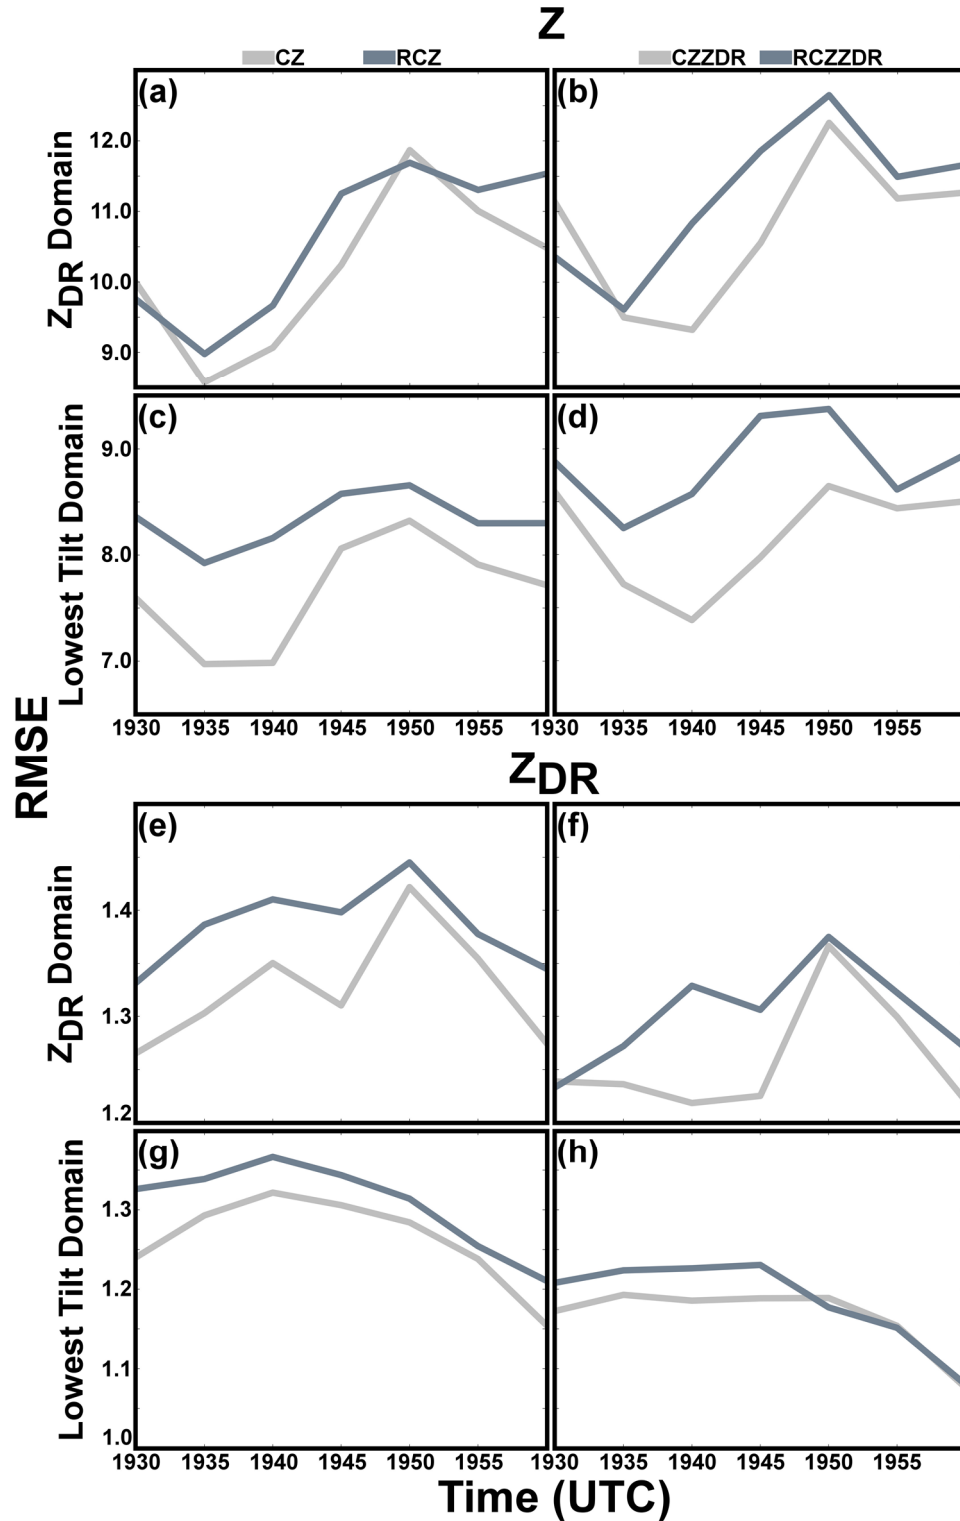 Z
CZ RCZ CZZDR RCZZDR
(a) (b)
12.0
11.0
10.0
9.0
ZDR Domain
(c) (d)
9.0
8.0
7.0
Lowest Tilt Domain
1930 1935 1940 1945 1950 1955 1930 1935 1940 1945 1950 1955
RMSE
ZDR
(e) (f)
1.4
1.3
1.2
ZDR Domain
(g) (h)
1.3
1.2
1.1
1.0
Lowest Tilt Domain
1930 1935 1940 1945 1950 1955 1930 1935 1940 1945 1950 1955
Time (UTC)